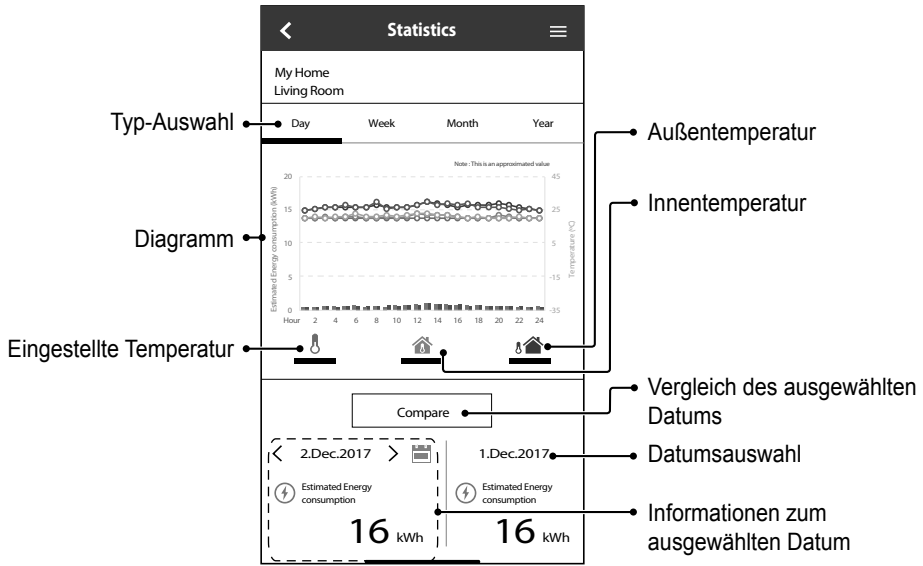 Statistics
My Home
Living Room
Typ-Auswahl
Day Week Month Year
Außentemperatur
Note : This is an approximated value
Innentemperatur
Diagramm
Estimated Energy consumption (kWh)
20
15
10
5
0
45
25
5
-15
-35
Temperature (°C)
Hour 2 4 6 8 10 12 14 16 18 20 22 24
Eingestellte Temperatur
Compare
Vergleich des ausgewählten
Datums
2.Dec.2017
1.Dec.2017
Datumsauswahl
Estimated Energy
consumption
16 kWh
Estimated Energy
consumption
16 kWh
Informationen zum
ausgewählten Datum